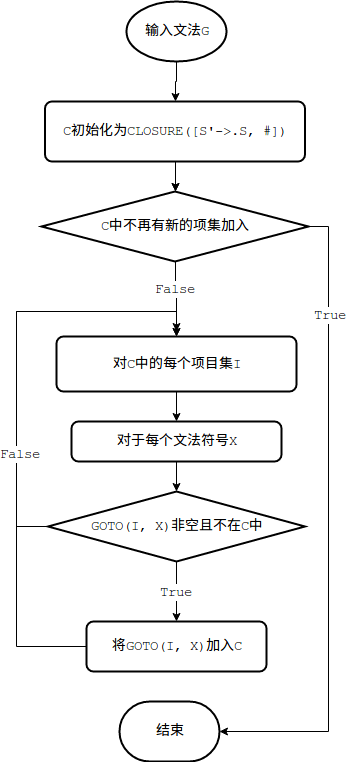 输入文法G
C初始化为CLOSURE([S'->.S, #])
C中不再有新的项集加入
False
True
对C中的每个项目集I
对于每个文法符号X
False
GOTO(I, X)非空且不在C中
True
将GOTO(I, X)加入C
结束